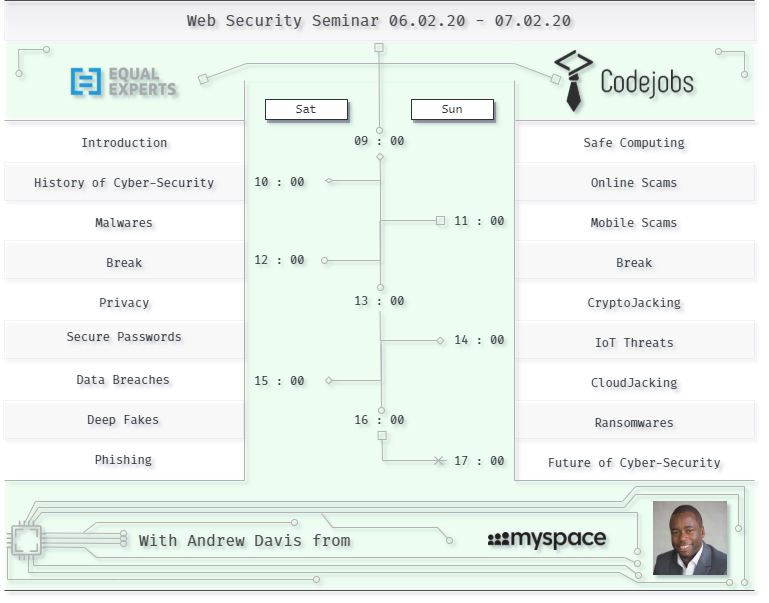 Web Security Seminar 06.02.20 - 07.02.20
EQUAL
EXPERTS
Codejobs
Sat
Sun
Introduction
09 : 00
Safe Computing
History of Cyber-Security
10 : 00
Online Scams
Malwares
11 : 00
Mobile Scams
Break
12 : 00
Break
Privacy
13 : 00
CryptoJacking
Secure Passwords
14 : 00
IoT Threats
Data Breaches
15 : 00
CloudJacking
Deep Fakes
16 : 00
Ransomwares
Phishing
17 : 00
Future of Cyber-Security
With Andrew Davis from
myspace